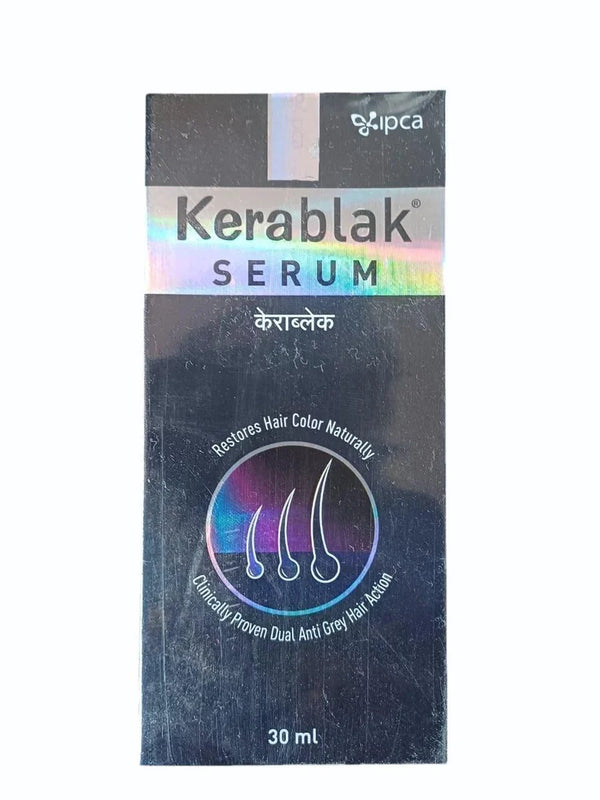 ipca
Kerablak®
SERUM
केराब्लेक
Restores Hair Color Naturally
Clinically Proven Dual Anti Grey Hair Action
30 ml